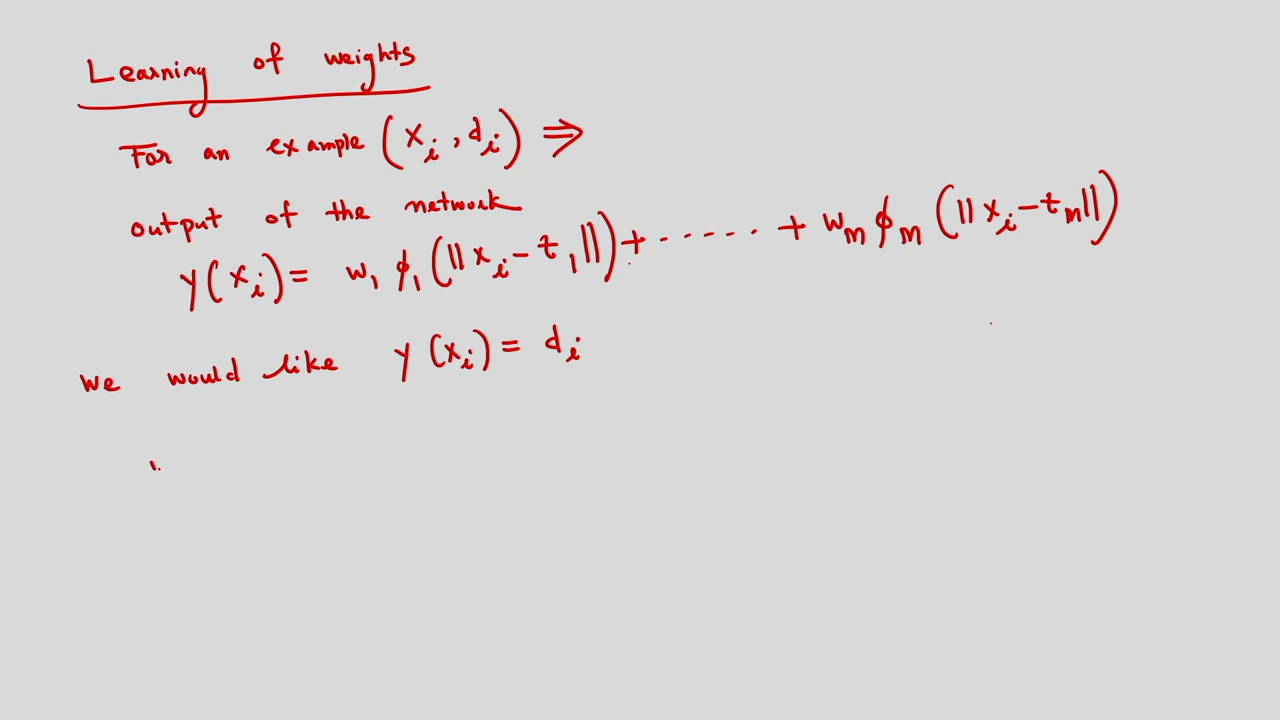 Learning of weights
For an example (x_i, d_i) ⇒
output of the network
y(x_i) = w_1 φ_1(||x_i - t_1||) + ..... + w_m φ_m (||x_i - t_m||)
we would like y(x_i) = d_i